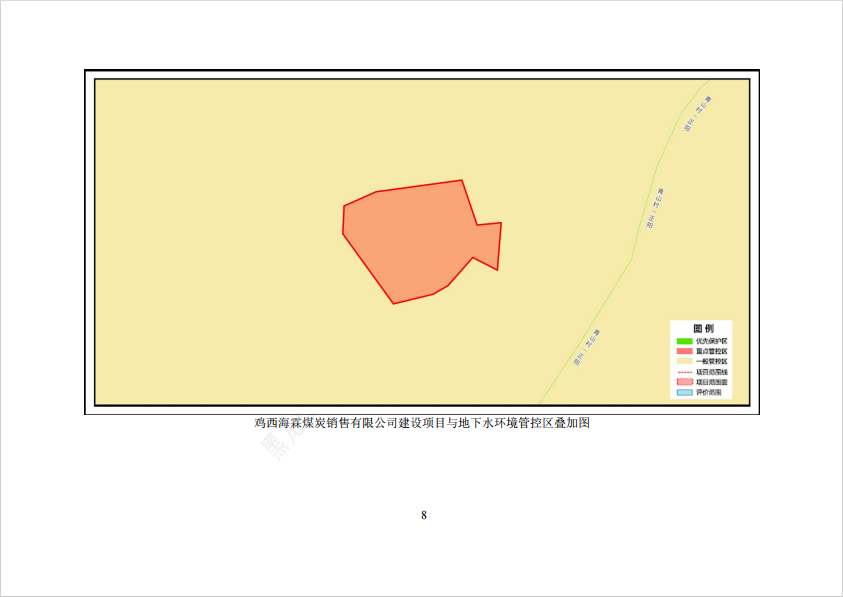 图 例
优先保护区
重点管控区
一般管控区
项目范围线
项目范围面
评价范围
鸡西海霖煤炭销售有限公司建设项目与地下水环境管控区叠加图
8